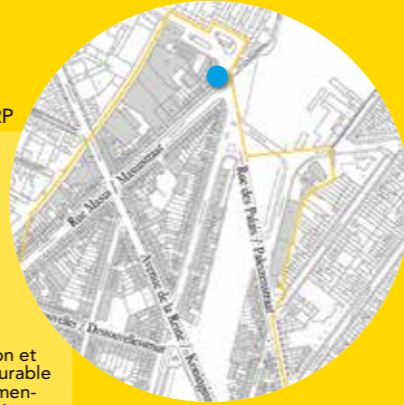 RP
Rue Masui / Masuistraat
Rue des Palais / Paleizenstraat
Avenue de la Reine / Koningin
on et
urable
men-